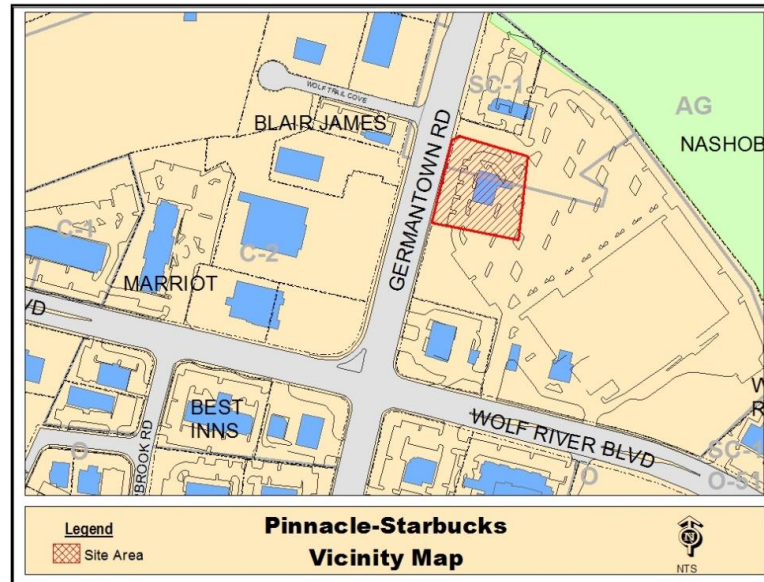 WOLF TRAIL COVE
SC-1
AG
BLAIR JAMES
NASHOB
GERMANTOWN RD
C-1
C-2
MARRIOT
VD
BEST
INNS
WOLF RIVER BLVD
W
R
BROOK RD
O
O
SC-1
O-51
Legend
Site Area
Pinnacle-Starbucks
Vicinity Map
N
NTS